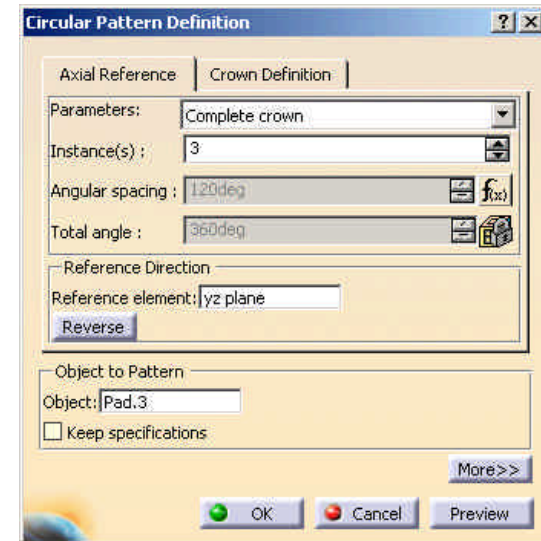 Circular Pattern Definition
Axial Reference Crown Definition
Parameters: Complete crown
Instance(s) : 3
Angular spacing : 120deg f(x)
Total angle : 360deg
Reference Direction
Reference element: yz plane
Reverse
Object to Pattern
Object: Pad.3
Keep specifications
More>>
OK Cancel Preview